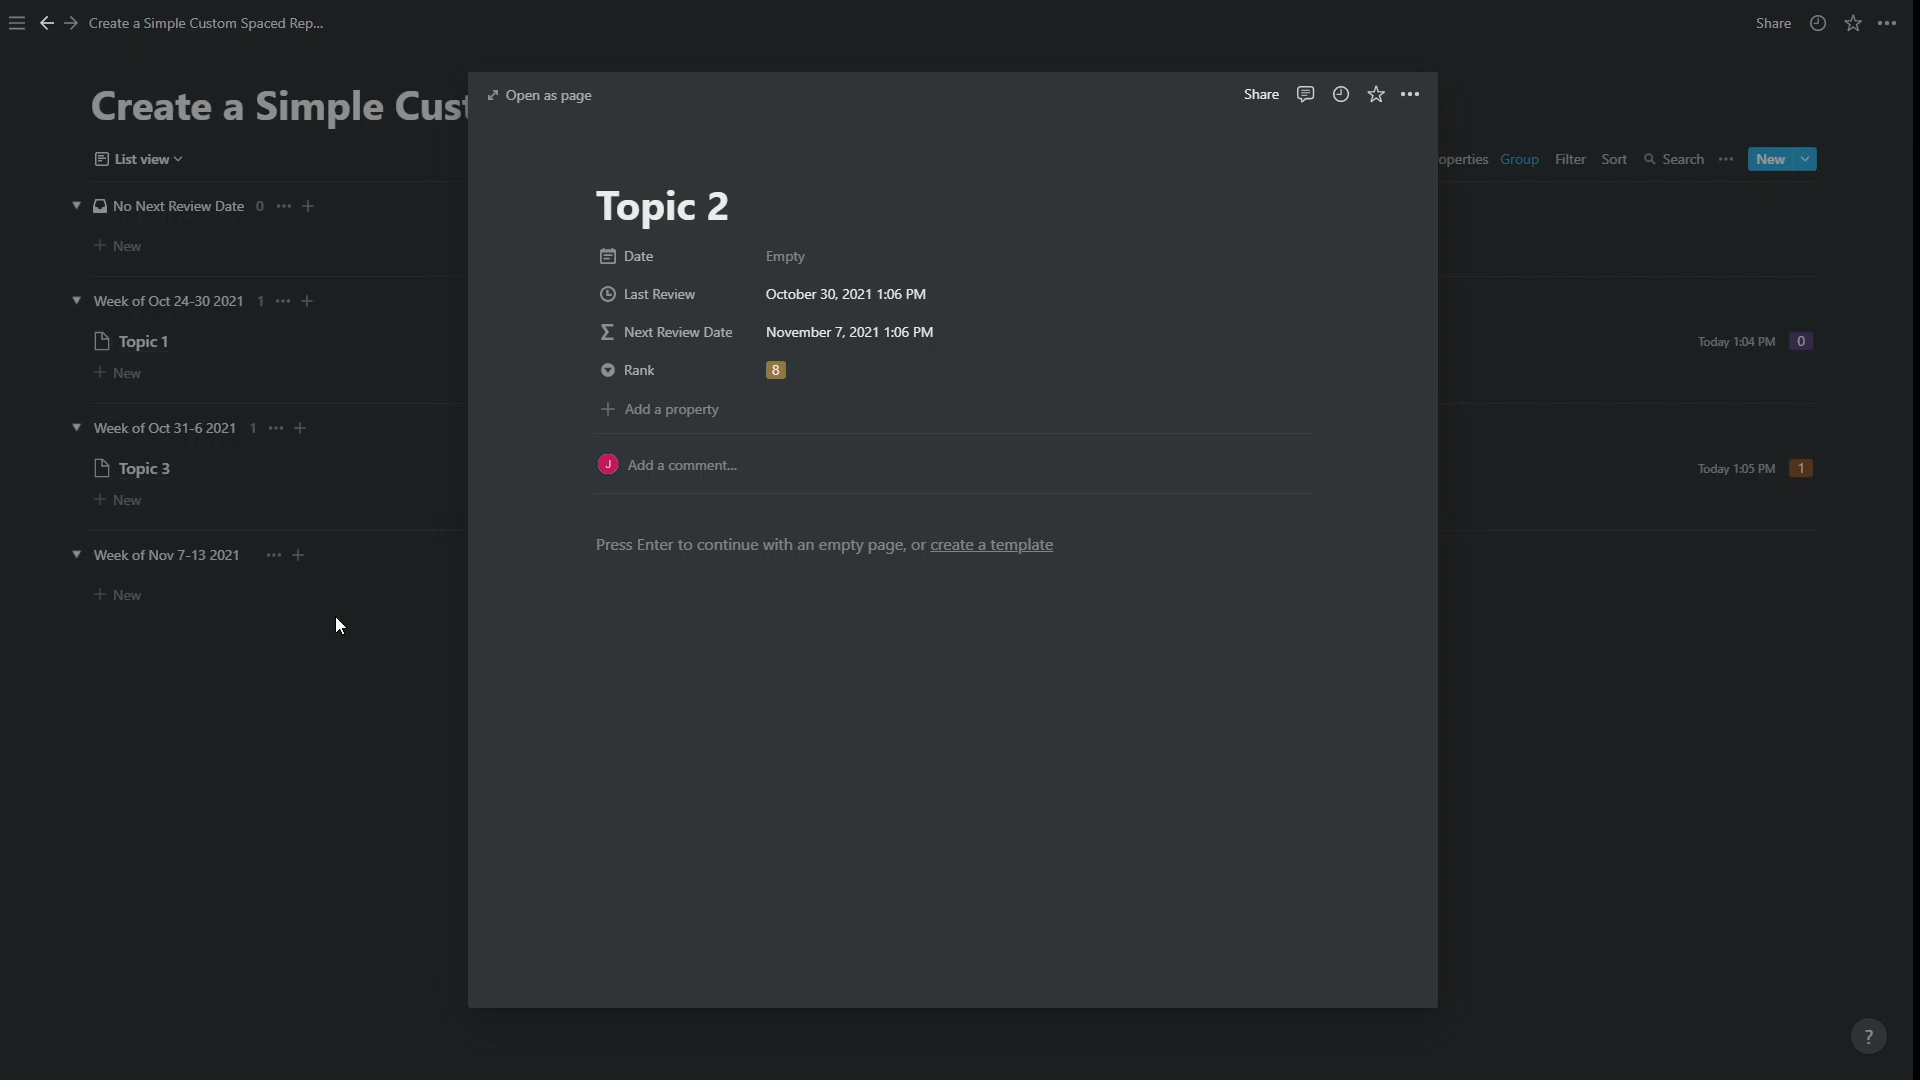 Create a Simple Custom Spaced Rep...
Share
Create a Simple Cust
List view
operties Group Filter Sort Search New
No Next Review Date 0
New
Week of Oct 24-30 2021 1
Topic 1
Today 1:04 PM 0
New
Week of Oct 31-6 2021 1
Topic 3
Today 1:05 PM 1
New
Week of Nov 7-13 2021
New
Open as page
Share
Topic 2
Date Empty
Last Review October 30, 2021 1:06 PM
Next Review Date November 7, 2021 1:06 PM
Rank 8
Add a property
J Add a comment...
Press Enter to continue with an empty page, or create a template
?